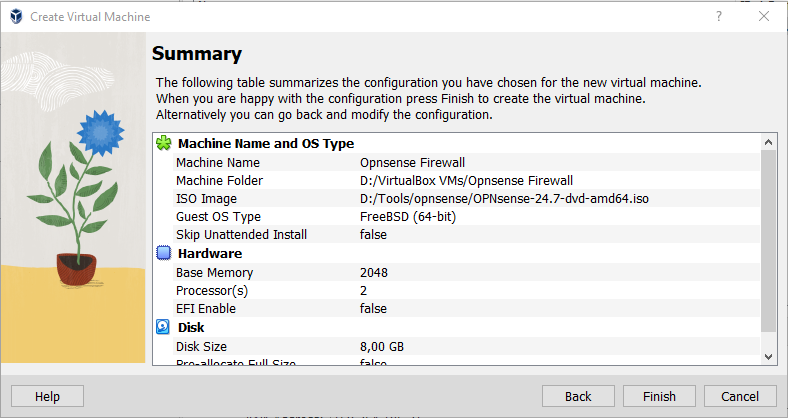 Create Virtual Machine
Summary
The following table summarizes the configuration you have chosen for the new virtual machine.
When you are happy with the configuration press Finish to create the virtual machine.
Alternatively you can go back and modify the configuration.
Machine Name and OS Type
Machine Name Opnsense Firewall
Machine Folder D:/VirtualBox VMs/Opnsense Firewall
ISO Image D:/Tools/opnsense/OPNsense-24.7-dvd-amd64.iso
Guest OS Type FreeBSD (64-bit)
Skip Unattended Install false
Hardware
Base Memory 2048
Processor(s) 2
EFI Enable false
Disk
Disk Size 8,00 GB
Pre-allocate Full Size false
Help Back Finish Cancel